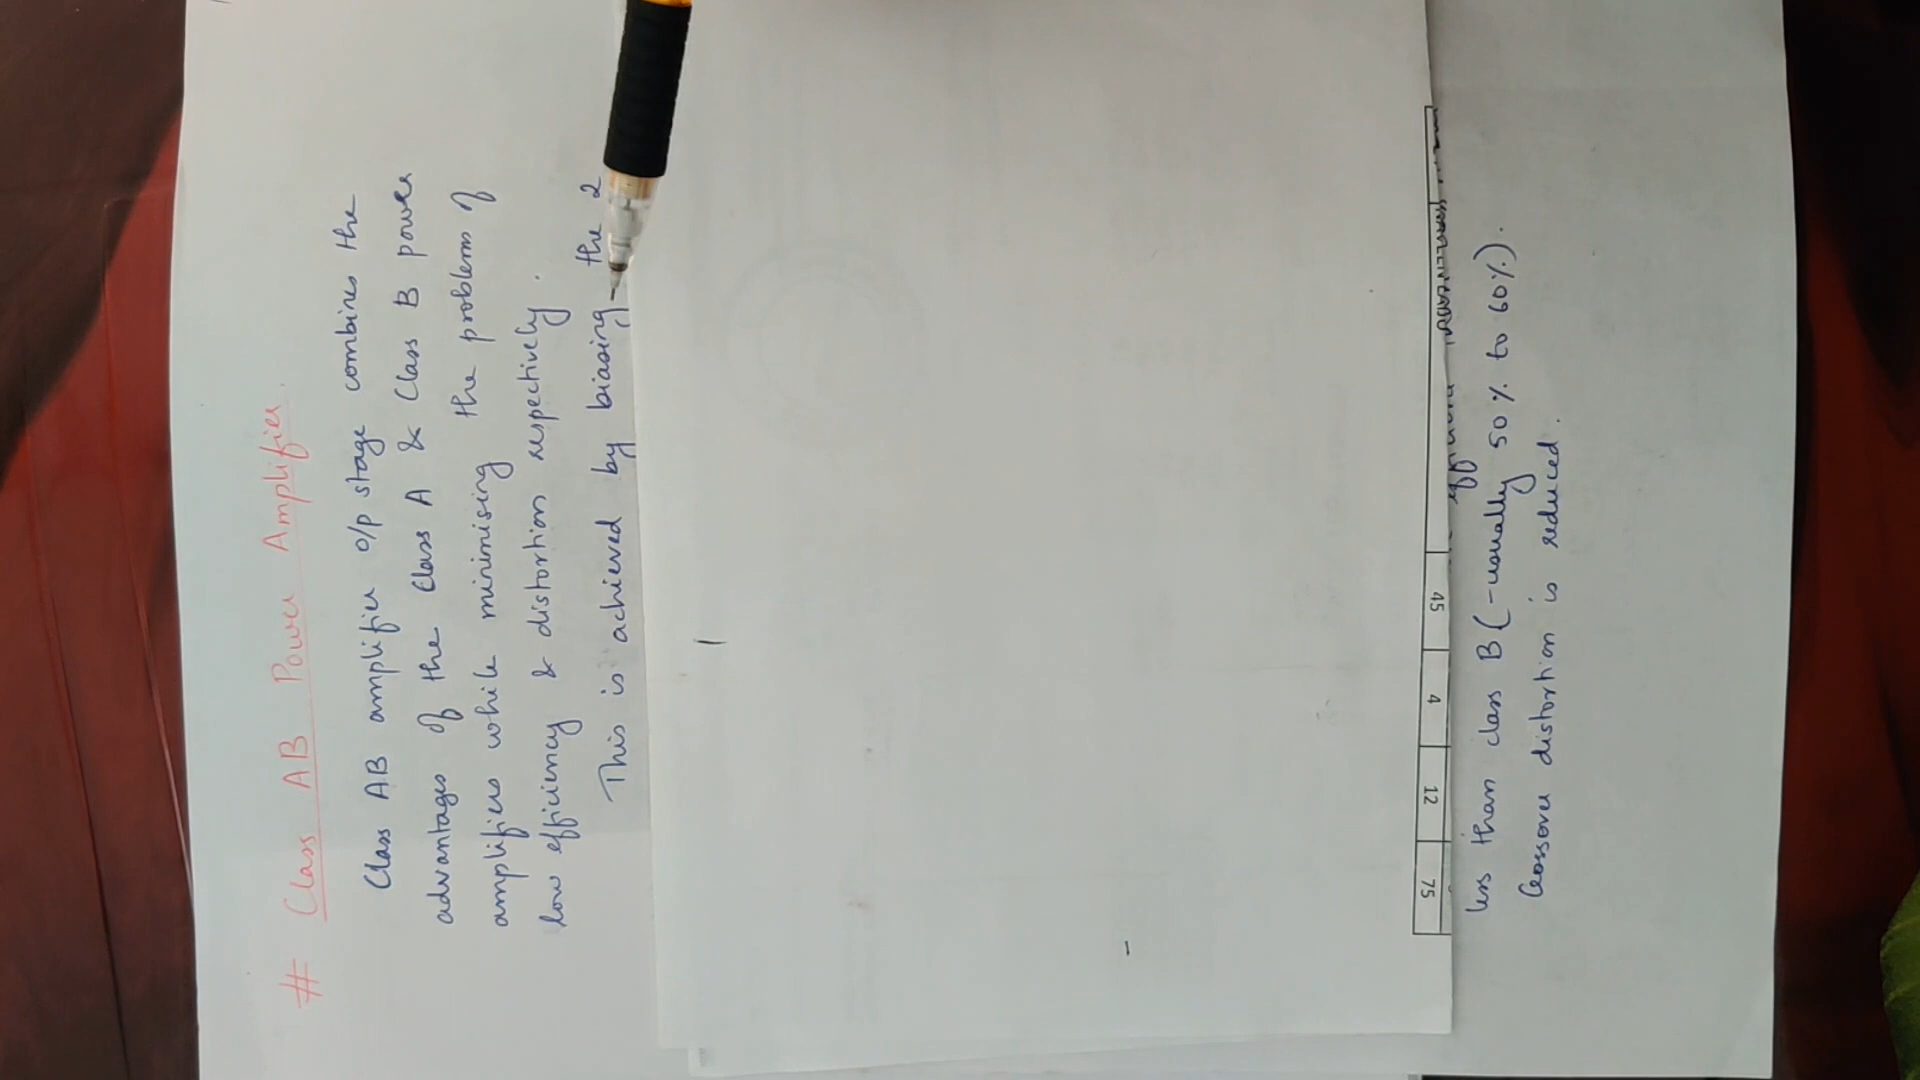 # Class AB Power Amplifier.
Class AB amplifier o/p stage combines the
advantages of the Class A & Class B power
amplifiers while minimising the problems of
low efficiency & distortion respectively.
This is achieved by biasing the 2
less than class B (-usually 50% to 60%).
Crossover distortion is reduced.
45 4 12 75